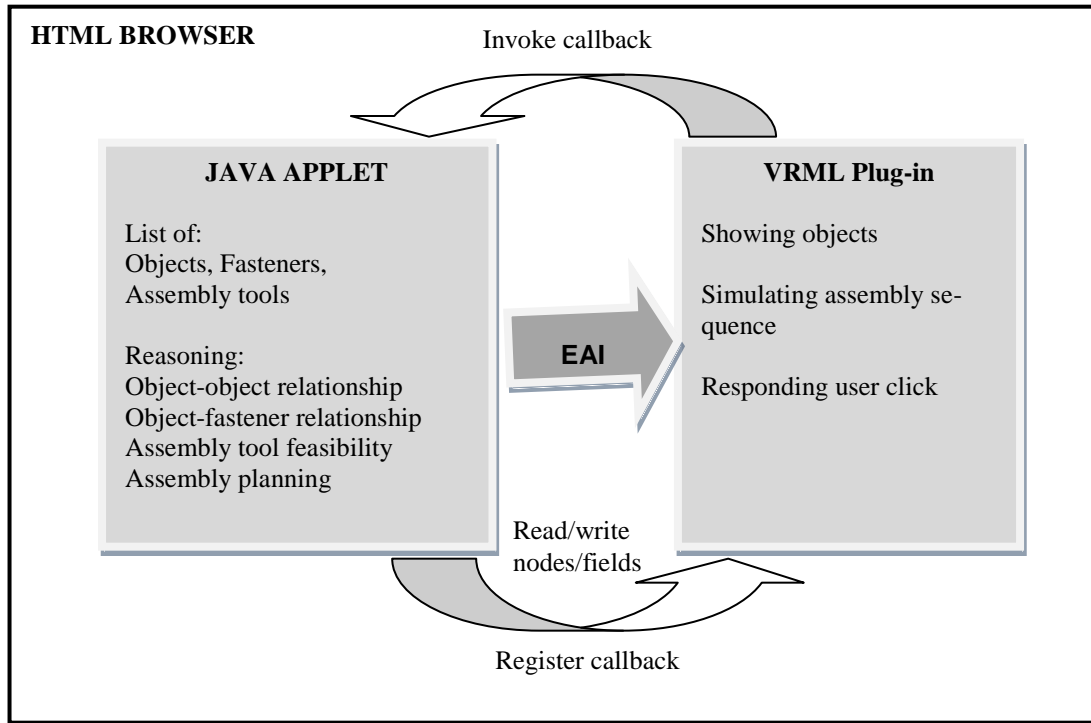 HTML BROWSER
Invoke callback
JAVA APPLET
List of:
Objects, Fasteners,
Assembly tools
Reasoning:
Object-object relationship
Object-fastener relationship
Assembly tool feasibility
Assembly planning
EAI
VRML Plug-in
Showing objects
Simulating assembly se-
quence
Responding user click
Read/write
nodes/fields
Register callback